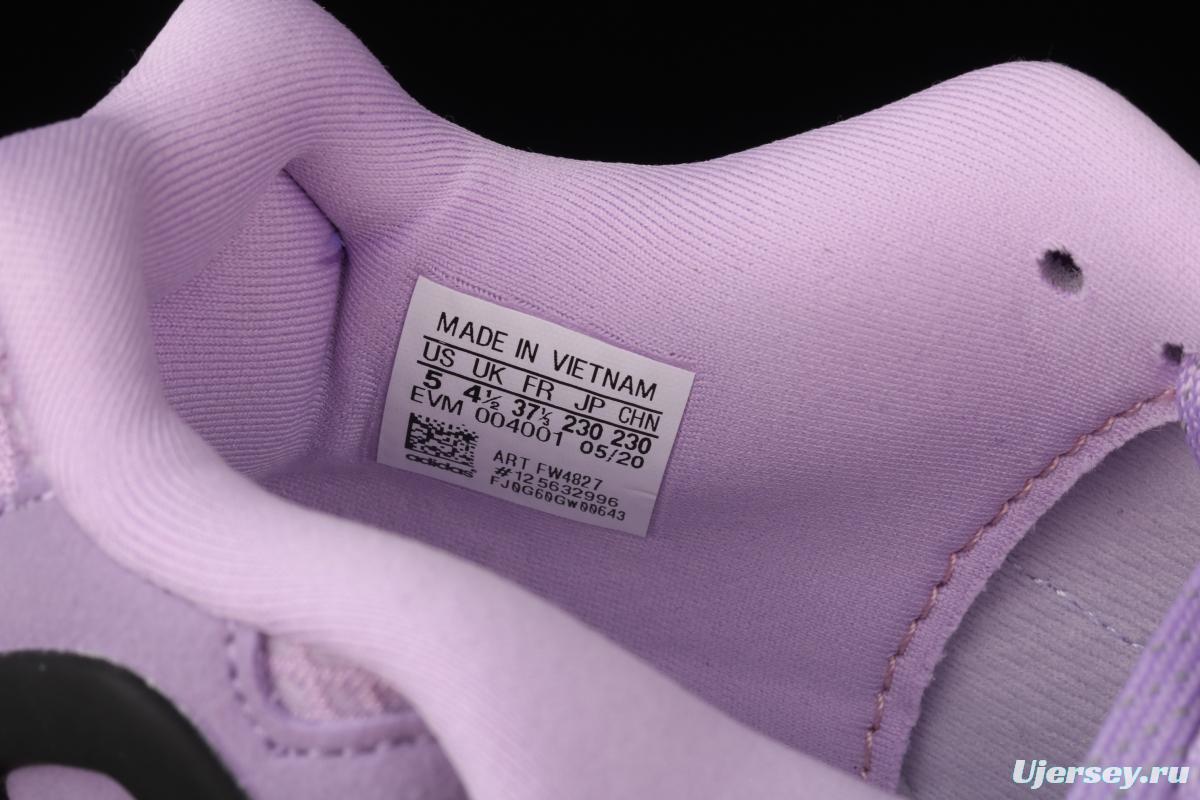 MADE IN VIETNAM
US UK FR JP CHN
5 4½ 37⅓ 230 230
EVM 004001 05/20
adidas
ART FW4827
#125632996
FJ0G60GW00643
Ujersey.ru